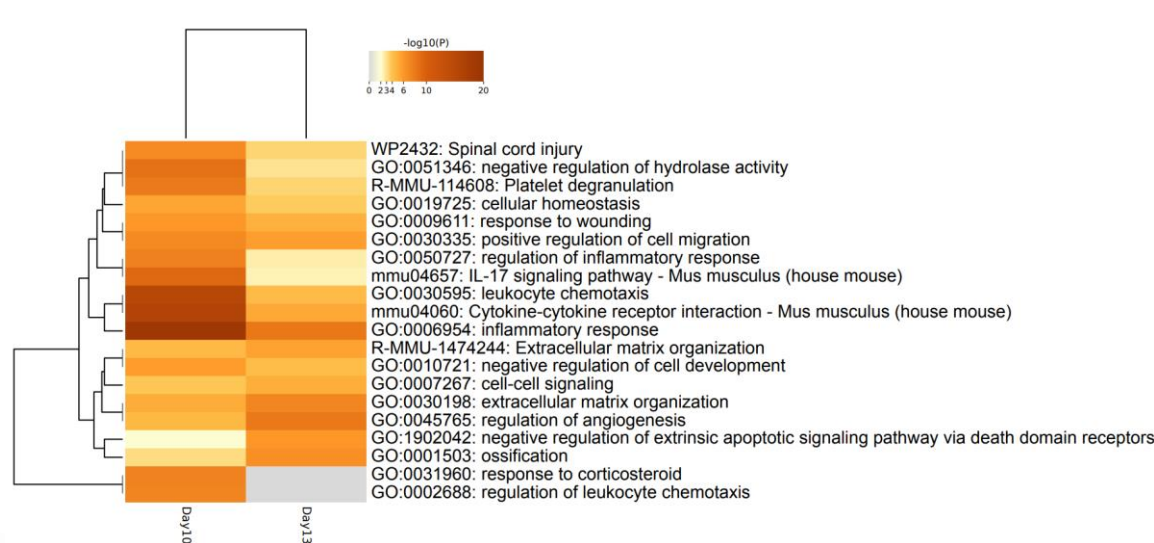 -log10(P)
0 2 3 4 6 10 20
WP2432: Spinal cord injury
GO:0051346: negative regulation of hydrolase activity
R-MMU-114608: Platelet degranulation
GO:0019725: cellular homeostasis
GO:0009611: response to wounding
GO:0030335: positive regulation of cell migration
GO:0050727: regulation of inflammatory response
mmu04657: IL-17 signaling pathway - Mus musculus (house mouse)
GO:0030595: leukocyte chemotaxis
mmu04060: Cytokine-cytokine receptor interaction - Mus musculus (house mouse)
GO:0006954: inflammatory response
R-MMU-1474244: Extracellular matrix organization
GO:0010721: negative regulation of cell development
GO:0007267: cell-cell signaling
GO:0030198: extracellular matrix organization
GO:0045765: regulation of angiogenesis
GO:1902042: negative regulation of extrinsic apoptotic signaling pathway via death domain receptors
GO:0001503: ossification
GO:0031960: response to corticosteroid
GO:0002688: regulation of leukocyte chemotaxis
Day10
Day13